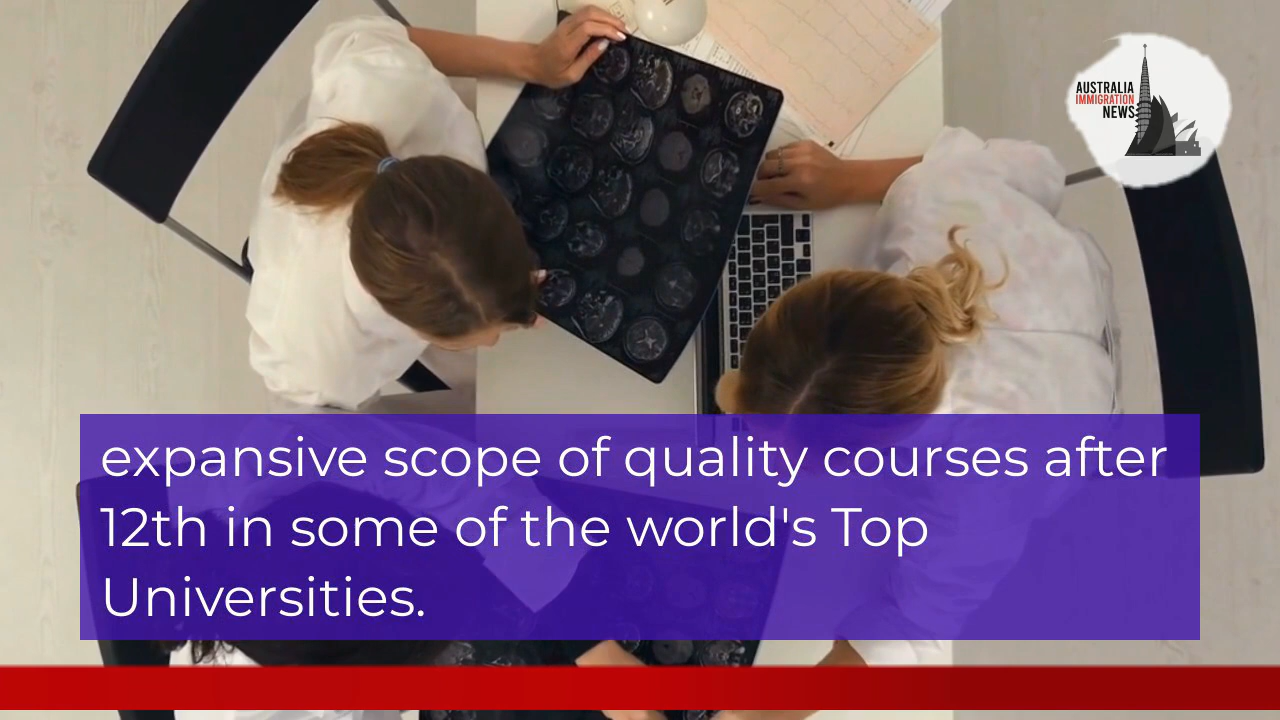 AUSTRALIA
IMMIGRATION
NEWS
expansive scope of quality courses after
12th in some of the world's Top
Universities.